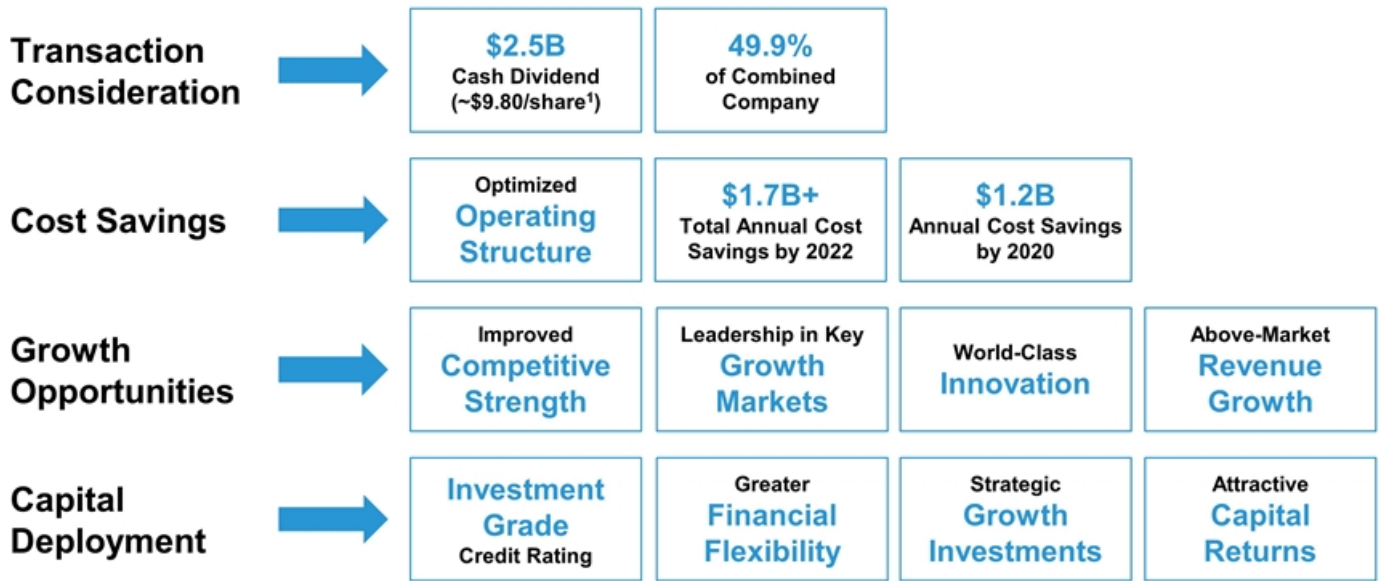 Transaction
Consideration
$2.5B
Cash Dividend
(~$9.80/share¹)
49.9%
of Combined
Company
Cost Savings
Optimized
Operating
Structure
$1.7B+
Total Annual Cost
Savings by 2022
$1.2B
Annual Cost Savings
by 2020
Growth
Opportunities
Improved
Competitive
Strength
Leadership in Key
Growth
Markets
World-Class
Innovation
Above-Market
Revenue
Growth
Capital
Deployment
Investment
Grade
Credit Rating
Greater
Financial
Flexibility
Strategic
Growth
Investments
Attractive
Capital
Returns